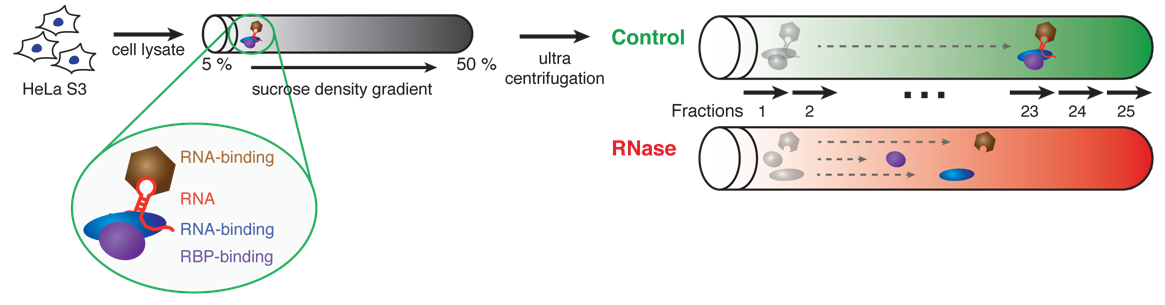 HeLa S3
cell lysate
5 %
50 %
sucrose density gradient
RNA-binding
RNA
RNA-binding
RBP-binding
ultra
centrifugation
Control
Fractions
1
2
...
23
24
25
RNase